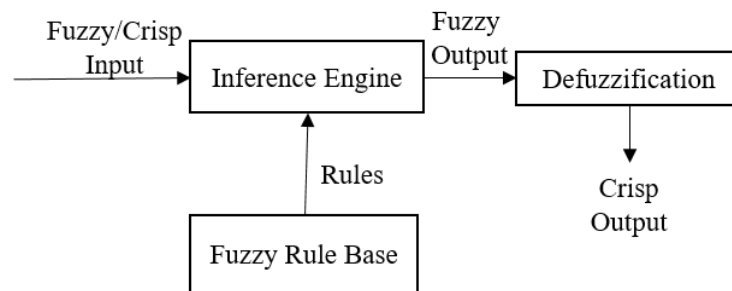 Fuzzy/Crisp
Input
Inference Engine
Fuzzy
Output
Defuzzification
Rules
Crisp
Output
Fuzzy Rule Base